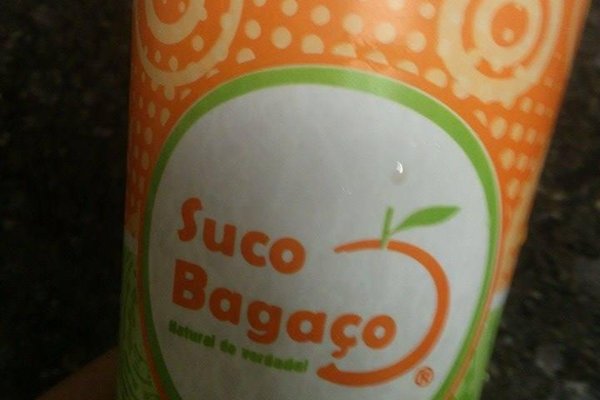 Suco
Bagaço
Natural de verdade!
®